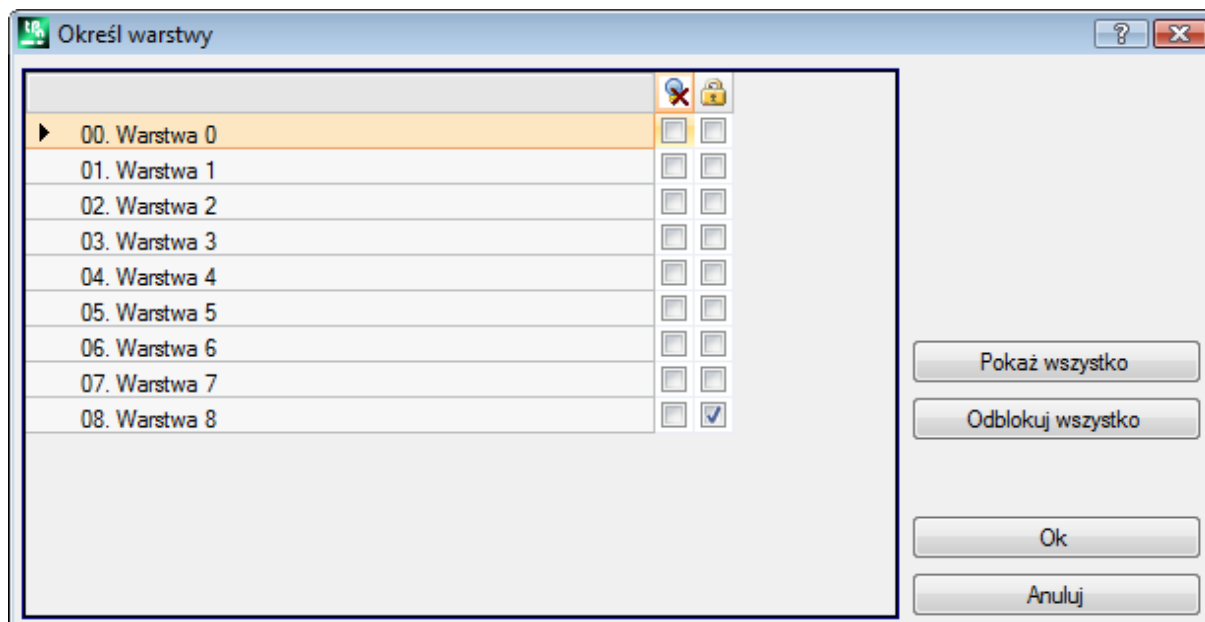 Określ warstwy
00. Warstwa 0
01. Warstwa 1
02. Warstwa 2
03. Warstwa 3
04. Warstwa 4
05. Warstwa 5
06. Warstwa 6
07. Warstwa 7
08. Warstwa 8
Pokaż wszystko
Odblokuj wszystko
Ok
Anuluj